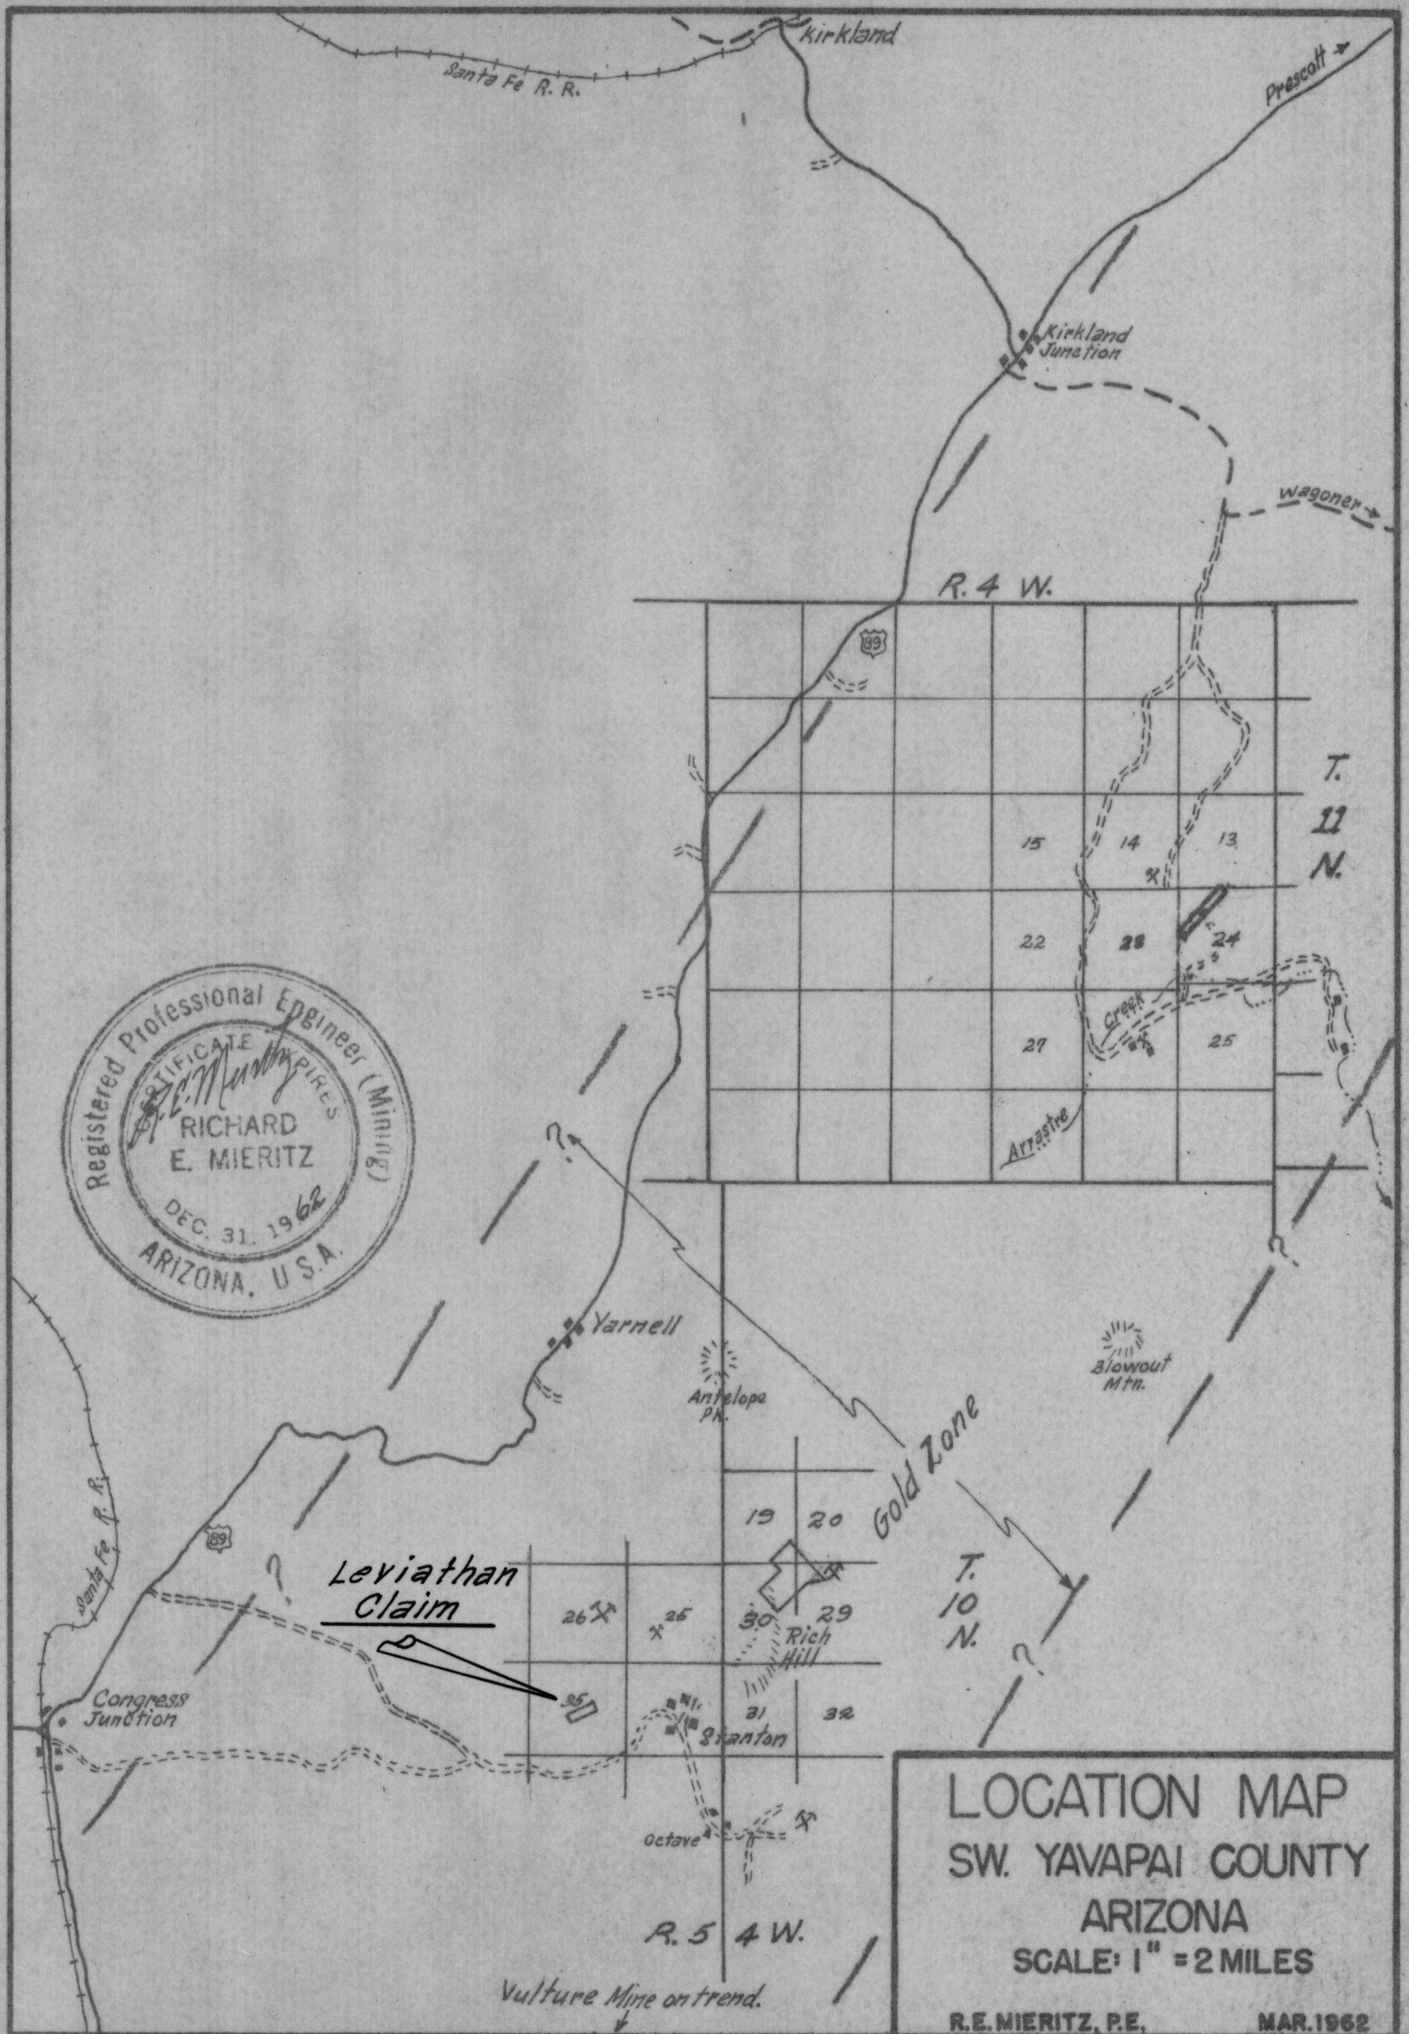 Kirkland
Santa Fe R. R.
Prescott
Kirkland
Junction
Wagoner
R. 4 W.
89
T.
11
N.
15 14 13
22 23 24
Creek
27 25
Arrastre
Registered Professional Engineer (Mining)
CERTIFICATE EXPIRES
RICHARD
E. MIERITZ
DEC. 31, 1962
ARIZONA, U.S.A.
?
?
Yarnell
Antelope
Pk.
Blowout
Mtn.
Gold Zone
Santa Fe R. R.
89
?
19 20
Leviathan
Claim
26 25 30 29
Rich
Hill
T.
10
N.
?
Congress
Junction
35 31 32
Stanton
Octave
R. 5 4 W.
Vulture Mine on trend.
LOCATION MAP
SW. YAVAPAI COUNTY
ARIZONA
SCALE: 1" = 2 MILES
R.E. MIERITZ, P.E. MAR. 1962